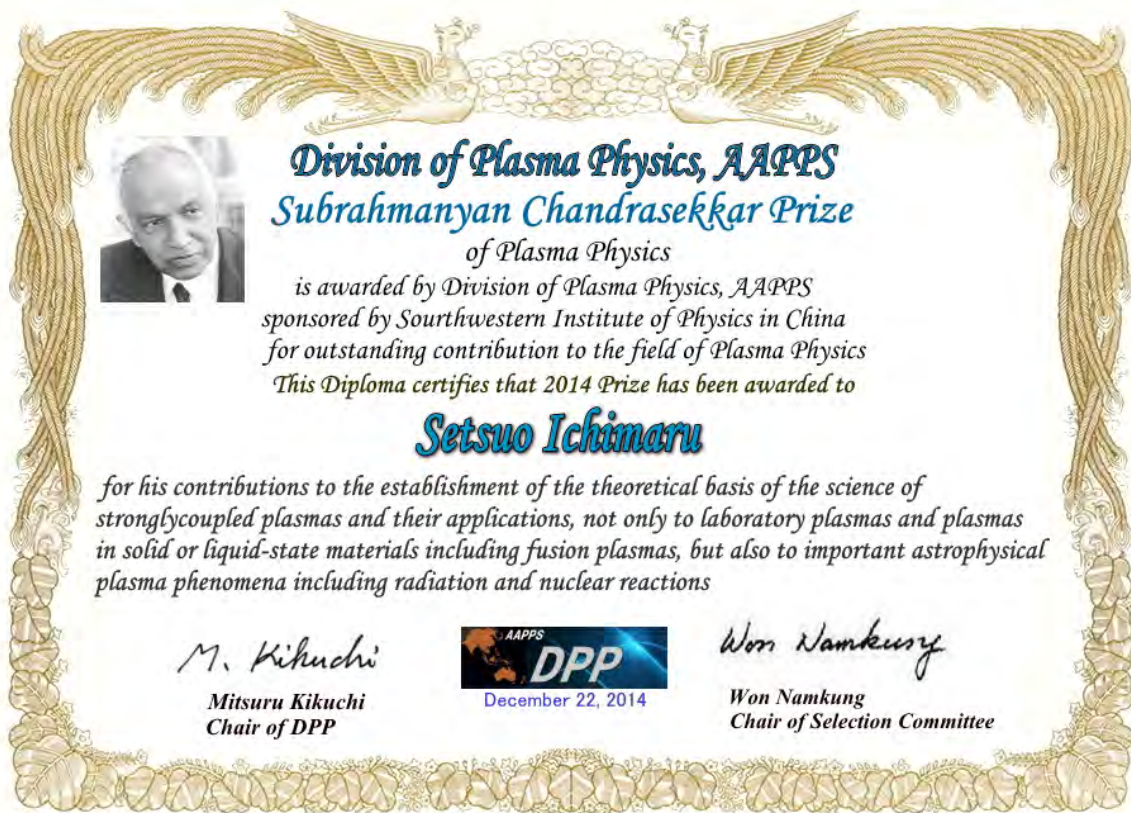 Division of Plasma Physics, AAPPS
Subrahmanyan Chandrasekkar Prize
of Plasma Physics
is awarded by Division of Plasma Physics, AAPPS
sponsored by Sourthwestern Institute of Physics in China
for outstanding contribution to the field of Plasma Physics
This Diploma certifies that 2014 Prize has been awarded to
Setsuo Ichimaru
for his contributions to the establishment of the theoretical basis of the science of
stronglycoupled plasmas and their applications, not only to laboratory plasmas and plasmas
in solid or liquid-state materials including fusion plasmas, but also to important astrophysical
plasma phenomena including radiation and nuclear reactions
M. Kikuchi
Mitsuru Kikuchi
Chair of DPP
AAPPS
DPP
December 22, 2014
Won Namkung
Won Namkung
Chair of Selection Committee